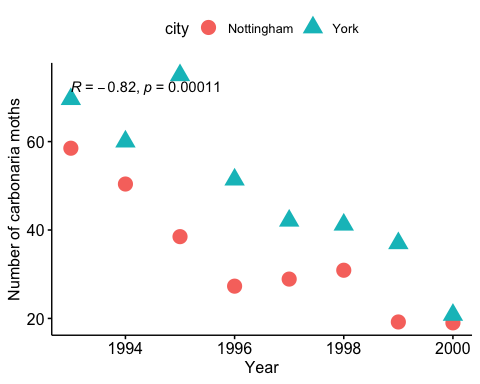 city Nottingham York
R = −0.82, p = 0.00011
Number of carbonaria moths
60
40
20
1994 1996 1998 2000
Year